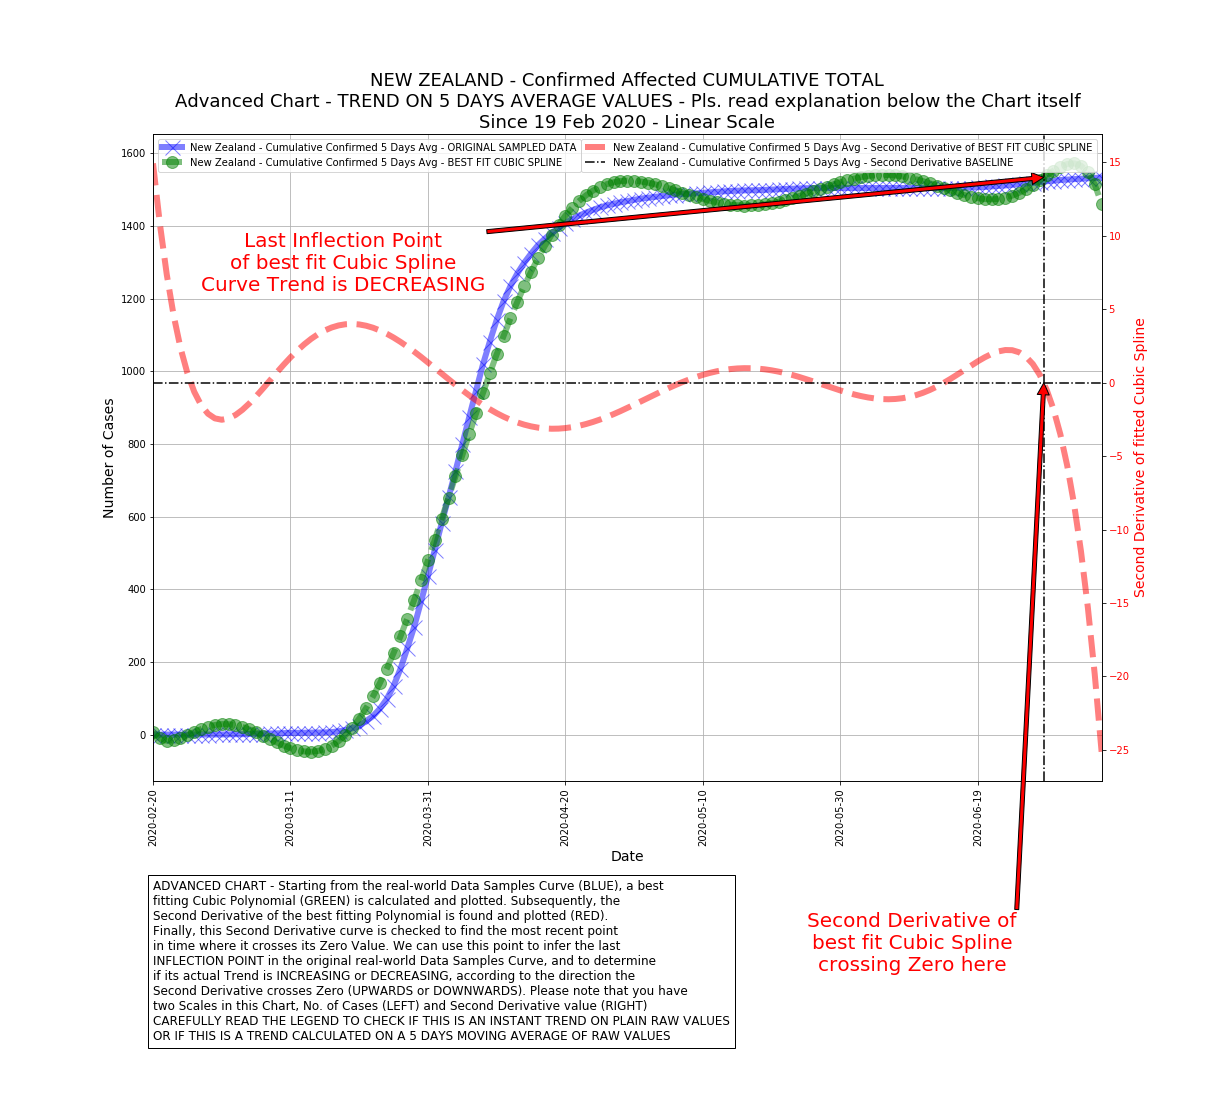 NEW ZEALAND - Confirmed Affected CUMULATIVE TOTAL
Advanced Chart - TREND ON 5 DAYS AVERAGE VALUES - Pls. read explanation below the Chart itself
Since 19 Feb 2020 - Linear Scale
New Zealand - Cumulative Confirmed 5 Days Avg - ORIGINAL SAMPLED DATA
New Zealand - Cumulative Confirmed 5 Days Avg - BEST FIT CUBIC SPLINE
New Zealand - Cumulative Confirmed 5 Days Avg - Second Derivative of BEST FIT CUBIC SPLINE
New Zealand - Cumulative Confirmed 5 Days Avg - Second Derivative BASELINE
Number of Cases
1600
1400
1200
1000
800
600
400
200
0
Last Inflection Point
of best fit Cubic Spline
Curve Trend is DECREASING
15
10
5
0
−5
−10
−15
−20
−25
Second Derivative of fitted Cubic Spline
2020-02-20
2020-03-11
2020-03-31
2020-04-20
2020-05-10
2020-05-30
2020-06-19
Date
ADVANCED CHART - Starting from the real-world Data Samples Curve (BLUE), a best
fitting Cubic Polynomial (GREEN) is calculated and plotted. Subsequently, the
Second Derivative of the best fitting Polynomial is found and plotted (RED).
Finally, this Second Derivative curve is checked to find the most recent point
in time where it crosses its Zero Value. We can use this point to infer the last
INFLECTION POINT in the original real-world Data Samples Curve, and to determine
if its actual Trend is INCREASING or DECREASING, according to the direction the
Second Derivative crosses Zero (UPWARDS or DOWNWARDS). Please note that you have
two Scales in this Chart, No. of Cases (LEFT) and Second Derivative value (RIGHT)
CAREFULLY READ THE LEGEND TO CHECK IF THIS IS AN INSTANT TREND ON PLAIN RAW VALUES
OR IF THIS IS A TREND CALCULATED ON A 5 DAYS MOVING AVERAGE OF RAW VALUES
Second Derivative of
best fit Cubic Spline
crossing Zero here